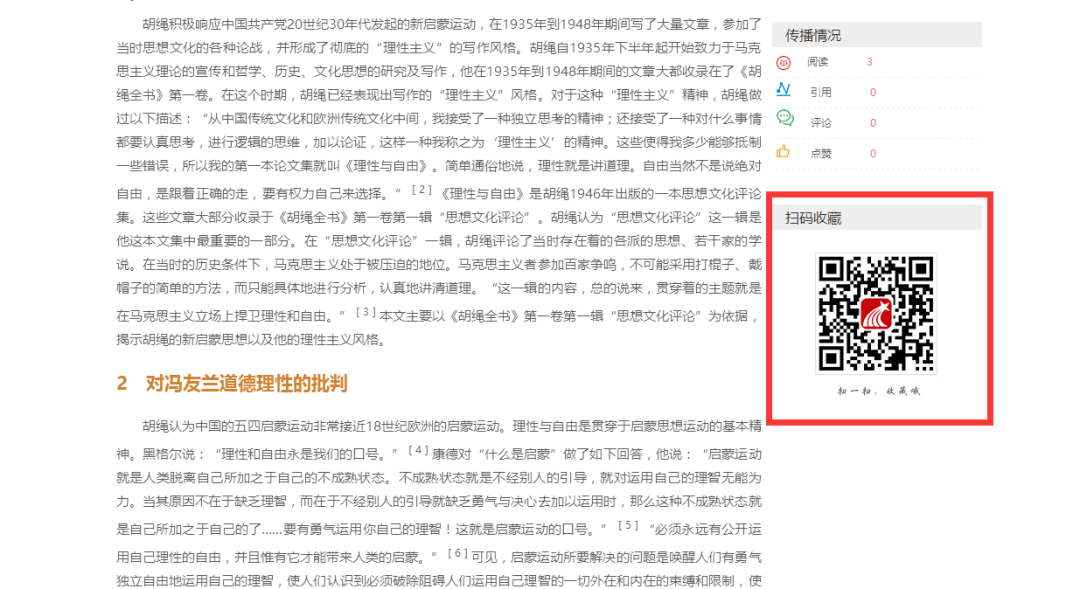 胡绳积极响应中国共产党20世纪30年代发起的新启蒙运动，在1935年到1948年期间写了大量文章，参加了
当时思想文化的各种论战，并形成了彻底的“理性主义”的写作风格。胡绳自1935年下半年起开始致力于马克
思主义理论的宣传和哲学、历史、文化思想的研究及写作，他在1935年到1948年期间的文章大都收录在了《胡
绳全书》第一卷。在这个时期，胡绳已经表现出写作的“理性主义”风格。对于这种“理性主义”精神，胡绳做
过以下描述：“从中国传统文化和欧洲传统文化中间，我接受了一种独立思考的精神；还接受了一种对什么事情
都要认真思考，进行逻辑的思维，加以论证，这样一种我称之为‘理性主义’的精神。这些使得我多少能够抵制
一些错误，所以我的第一本论文集就叫《理性与自由》。简单通俗地说，理性就是讲道理。自由当然不是说绝对
自由，是跟着正确的走，要有权力自己来选择。”[2]《理性与自由》是胡绳1946年出版的一本思想文化评论
集。这些文章大部分收录于《胡绳全书》第一卷第一辑“思想文化评论”。胡绳认为“思想文化评论”这一辑是
他这本文集中最重要的一部分。在“思想文化评论”一辑，胡绳评论了当时存在着的各派的思想、若干家的学
说。在当时的历史条件下，马克思主义处于被压迫的地位。马克思主义者参加百家争鸣，不可能采用打棍子、戴
帽子的简单的方法，而只能具体地进行分析，认真地讲清道理。“这一辑的内容，总的说来，贯穿着的主题就是
在马克思主义立场上捍卫理性和自由。”[3]本文主要以《胡绳全书》第一卷第一辑“思想文化评论”为依据，
揭示胡绳的新启蒙思想以及他的理性主义风格。
2 对冯友兰道德理性的批判
胡绳认为中国的五四启蒙运动非常接近18世纪欧洲的启蒙运动。理性与自由是贯穿于启蒙思想运动的基本精
神。黑格尔说：“理性和自由永是我们的口号。”[4]康德对“什么是启蒙”做了如下回答，他说：“启蒙运动
就是人类脱离自己所加之于自己的不成熟状态。不成熟状态就是不经别人的引导，就对运用自己的理智无能为
力。当其原因不在于缺乏理智，而在于不经别人的引导就缺乏勇气与决心去加以运用时，那么这种不成熟状态就
是自己所加之于自己的了……要有勇气运用你自己的理智！这就是启蒙运动的口号。”[5]“必须永远有公开运
用自己理性的自由，并且惟有它才能带来人类的启蒙。”[6]可见，启蒙运动所要解决的问题是唤醒人们有勇气
独立自由地运用自己的理智，使人们认识到必须破除阻碍人们运用自己理智的一切外在和内在的束缚和限制，使
传播情况
阅读 3
引用 0
评论 0
点赞 0
扫码收藏
扫一扫，收藏哦